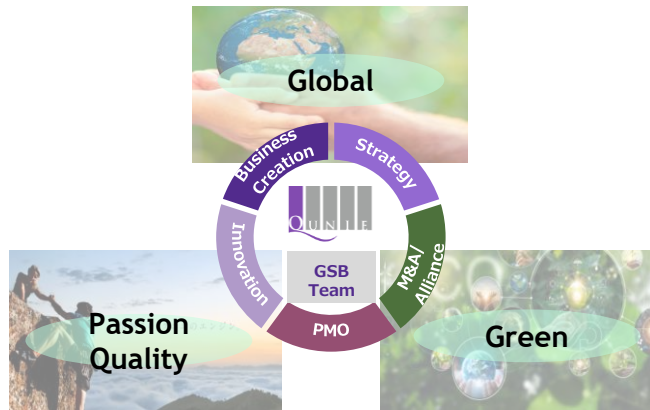 Global
Business
Creation
Strategy
QUNIE
Innovation
GSB
Team
M&A/
Alliance
PMO
Passion
Quality
Green